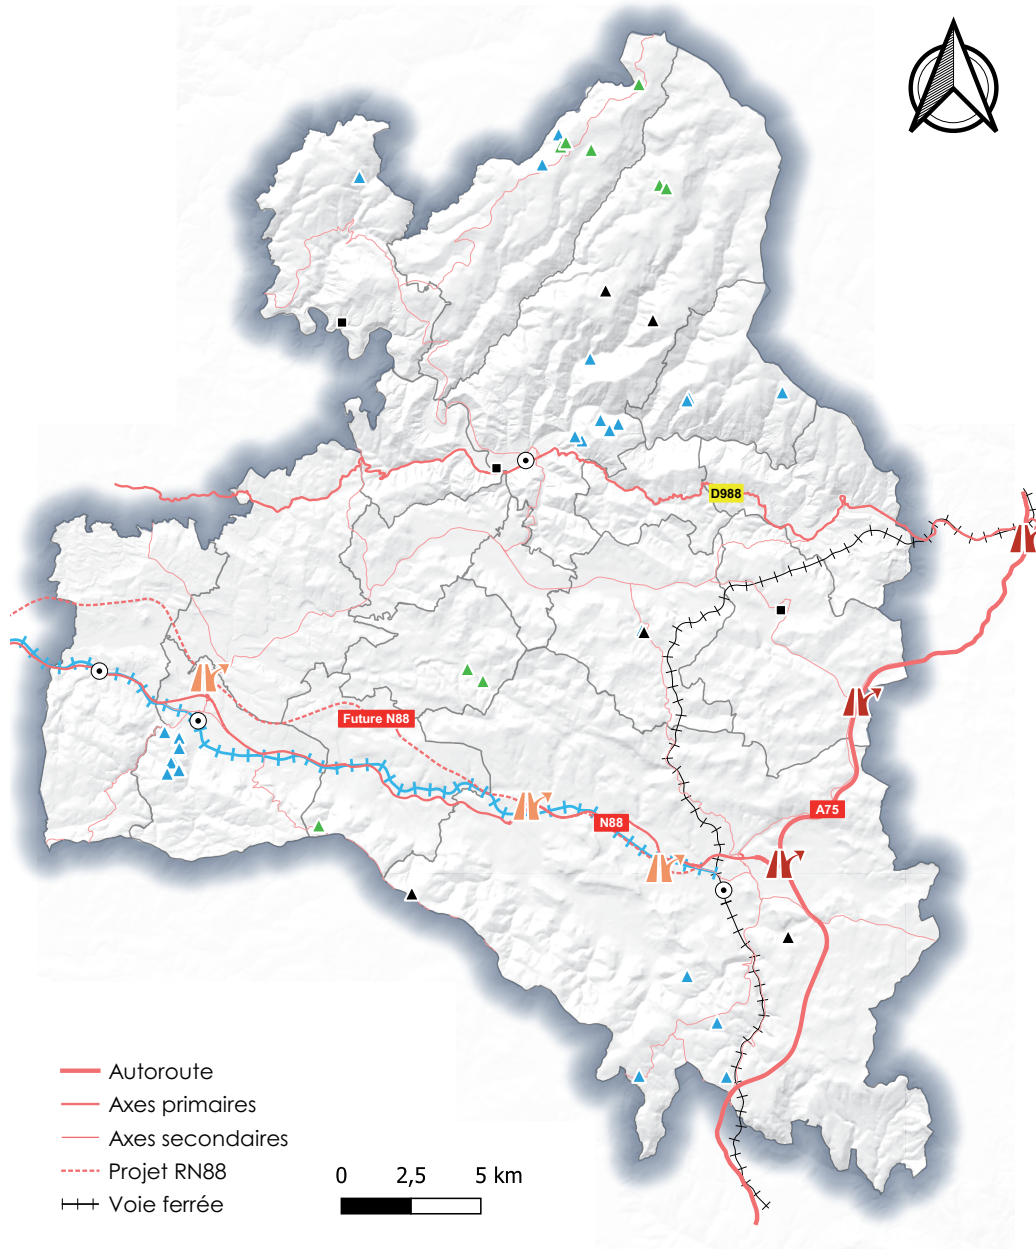 D988
Future N88
A75
N88
Autoroute
Axes primaires
Axes secondaires
Projet RN88
Voie ferrée
0 2,5 5 km